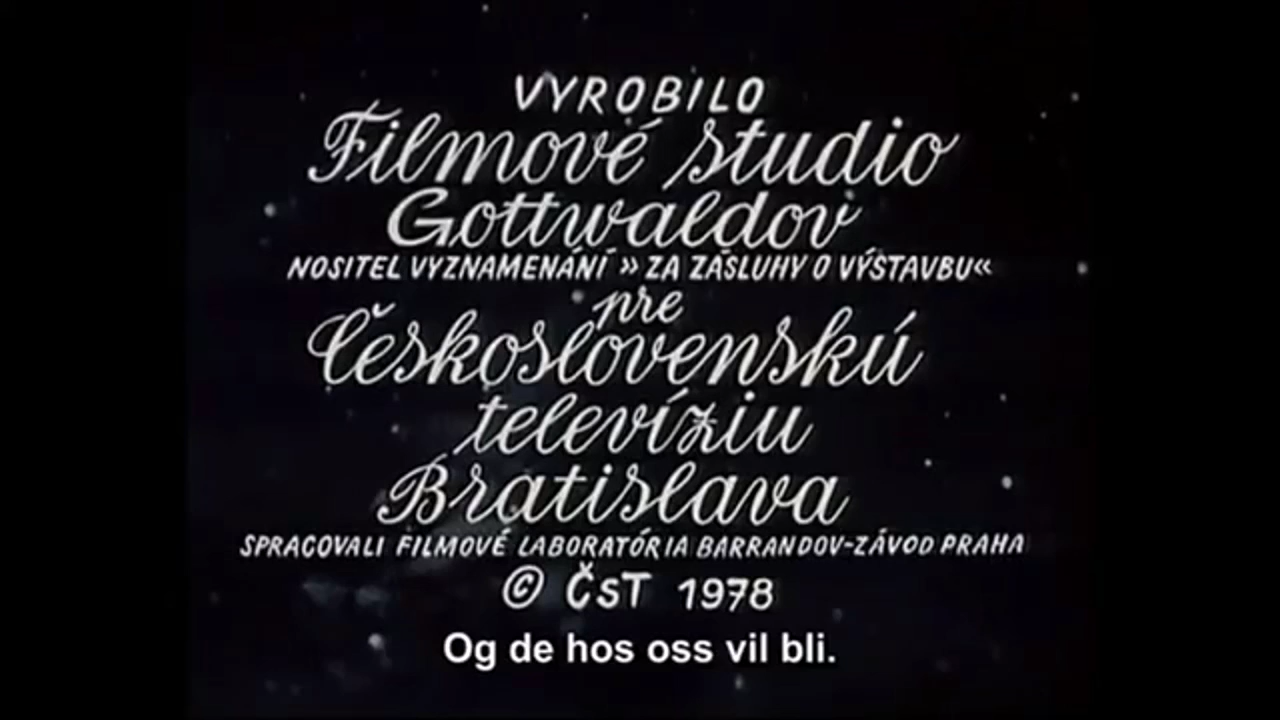 VYROBILO
Filmové studio
Gottwaldov
NOSITEL VYZNAMENÁNÍ »ZA ZÁSLUHY O VÝSTAVBU«
pre
Československú
televíziu
Bratislava
SPRACOVALI FILMOVÉ LABORATÓRIA BARRANDOV-ZÁVOD PRAHA
© ČST 1978
Og de hos oss vil bli.